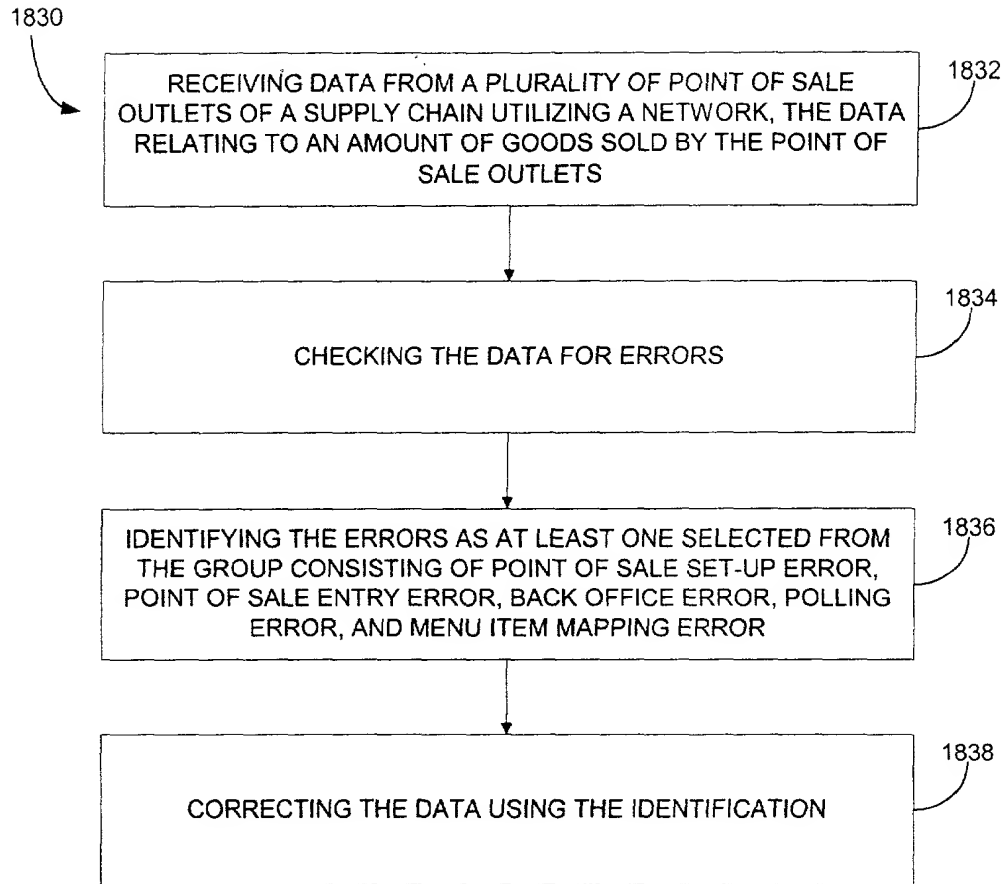 1830
RECEIVING DATA FROM A PLURALITY OF POINT OF SALE
OUTLETS OF A SUPPLY CHAIN UTILIZING A NETWORK, THE DATA
RELATING TO AN AMOUNT OF GOODS SOLD BY THE POINT OF
SALE OUTLETS
1832
CHECKING THE DATA FOR ERRORS
1834
IDENTIFYING THE ERRORS AS AT LEAST ONE SELECTED FROM
THE GROUP CONSISTING OF POINT OF SALE SET-UP ERROR,
POINT OF SALE ENTRY ERROR, BACK OFFICE ERROR, POLLING
ERROR, AND MENU ITEM MAPPING ERROR
1836
CORRECTING THE DATA USING THE IDENTIFICATION
1838